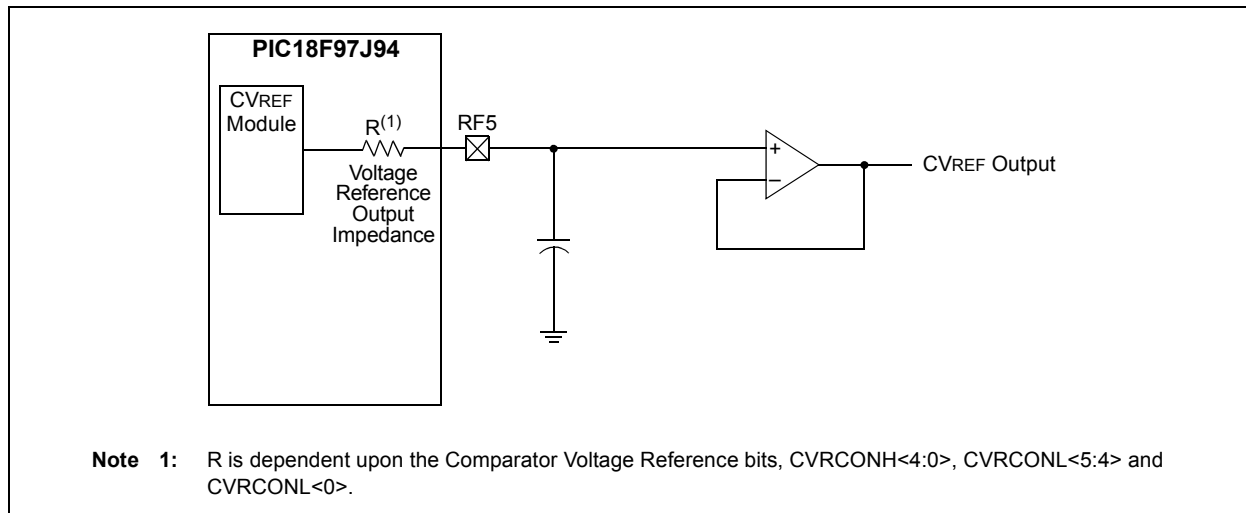 PIC18F97J94
CVREF
Module
R(1)
RF5
Voltage
Reference
Output
Impedance
+
–
CVREF Output
Note 1: R is dependent upon the Comparator Voltage Reference bits, CVRCONH<4:0>, CVRCONL<5:4> and
CVRCONL<0>.